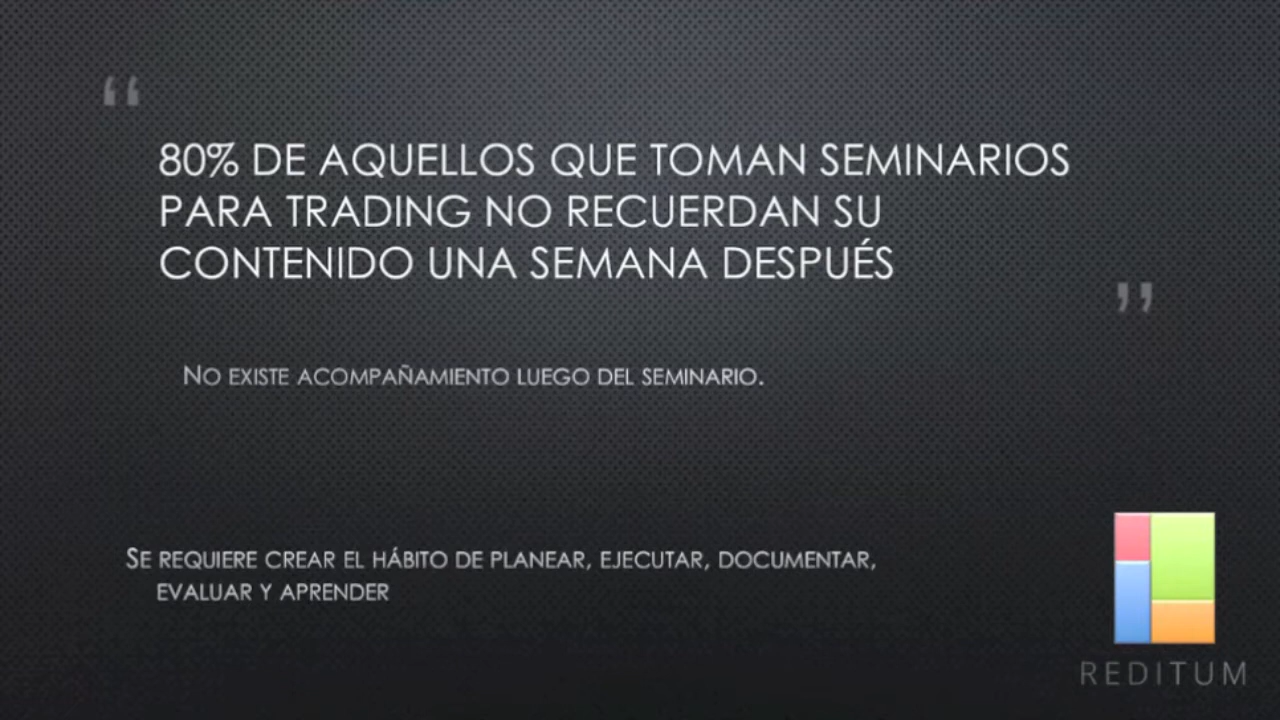 “
80% DE AQUELLOS QUE TOMAN SEMINARIOS
PARA TRADING NO RECUERDAN SU
CONTENIDO UNA SEMANA DESPUÉS
”
NO EXISTE ACOMPAÑAMIENTO LUEGO DEL SEMINARIO.
SE REQUIERE CREAR EL HÁBITO DE PLANEAR, EJECUTAR, DOCUMENTAR,
EVALUAR Y APRENDER
REDITUM